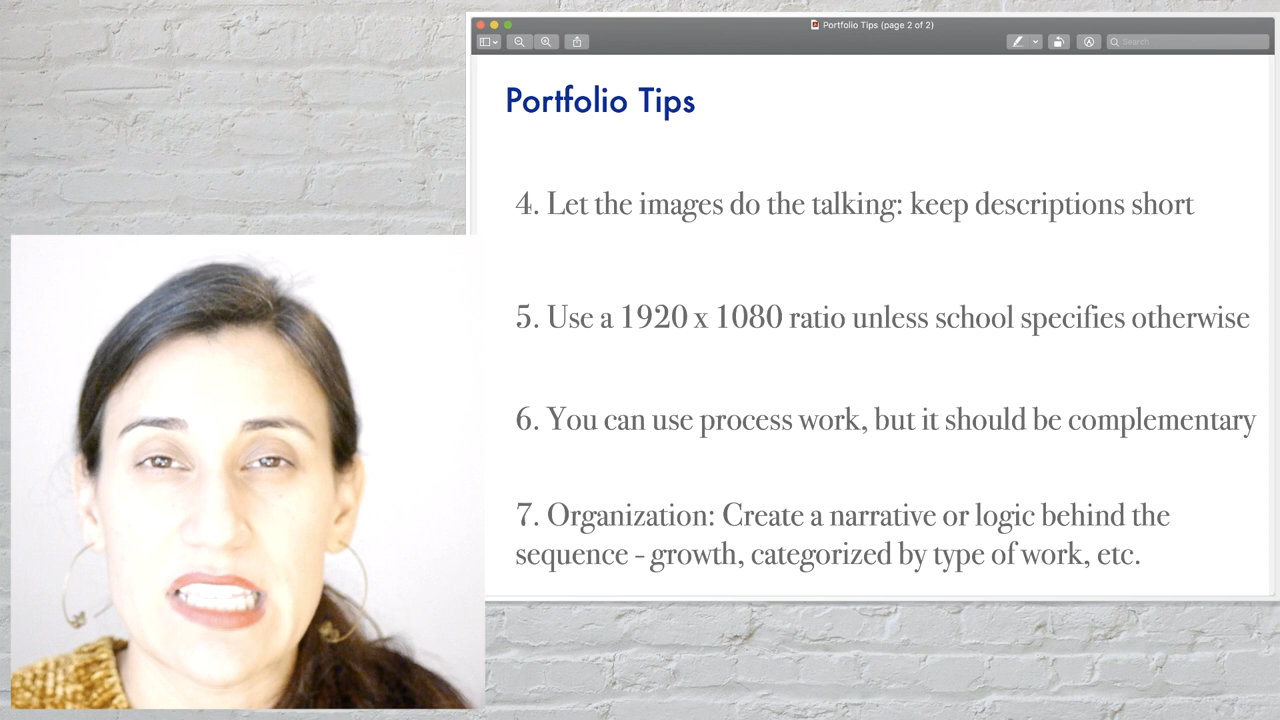 Portfolio Tips (page 2 of 2)
Search
Portfolio Tips
4. Let the images do the talking: keep descriptions short
5. Use a 1920 x 1080 ratio unless school specifies otherwise
6. You can use process work, but it should be complementary
7. Organization: Create a narrative or logic behind the
sequence - growth, categorized by type of work, etc.